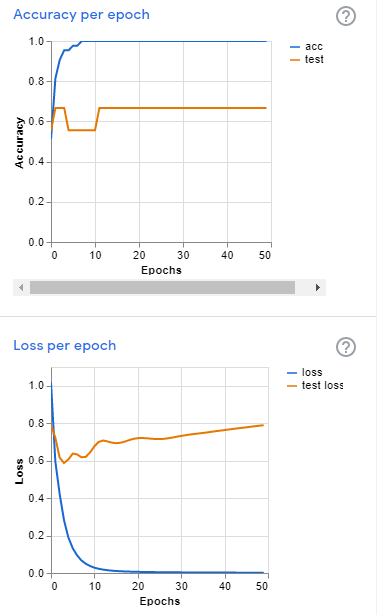 Accuracy per epoch
?
1.0
0.8
0.6
0.4
0.2
0.0
Accuracy
0 10 20 30 40 50
Epochs
acc
test
Loss per epoch
?
1.0
0.8
0.6
0.4
0.2
0.0
Loss
0 10 20 30 40 50
Epochs
loss
test loss